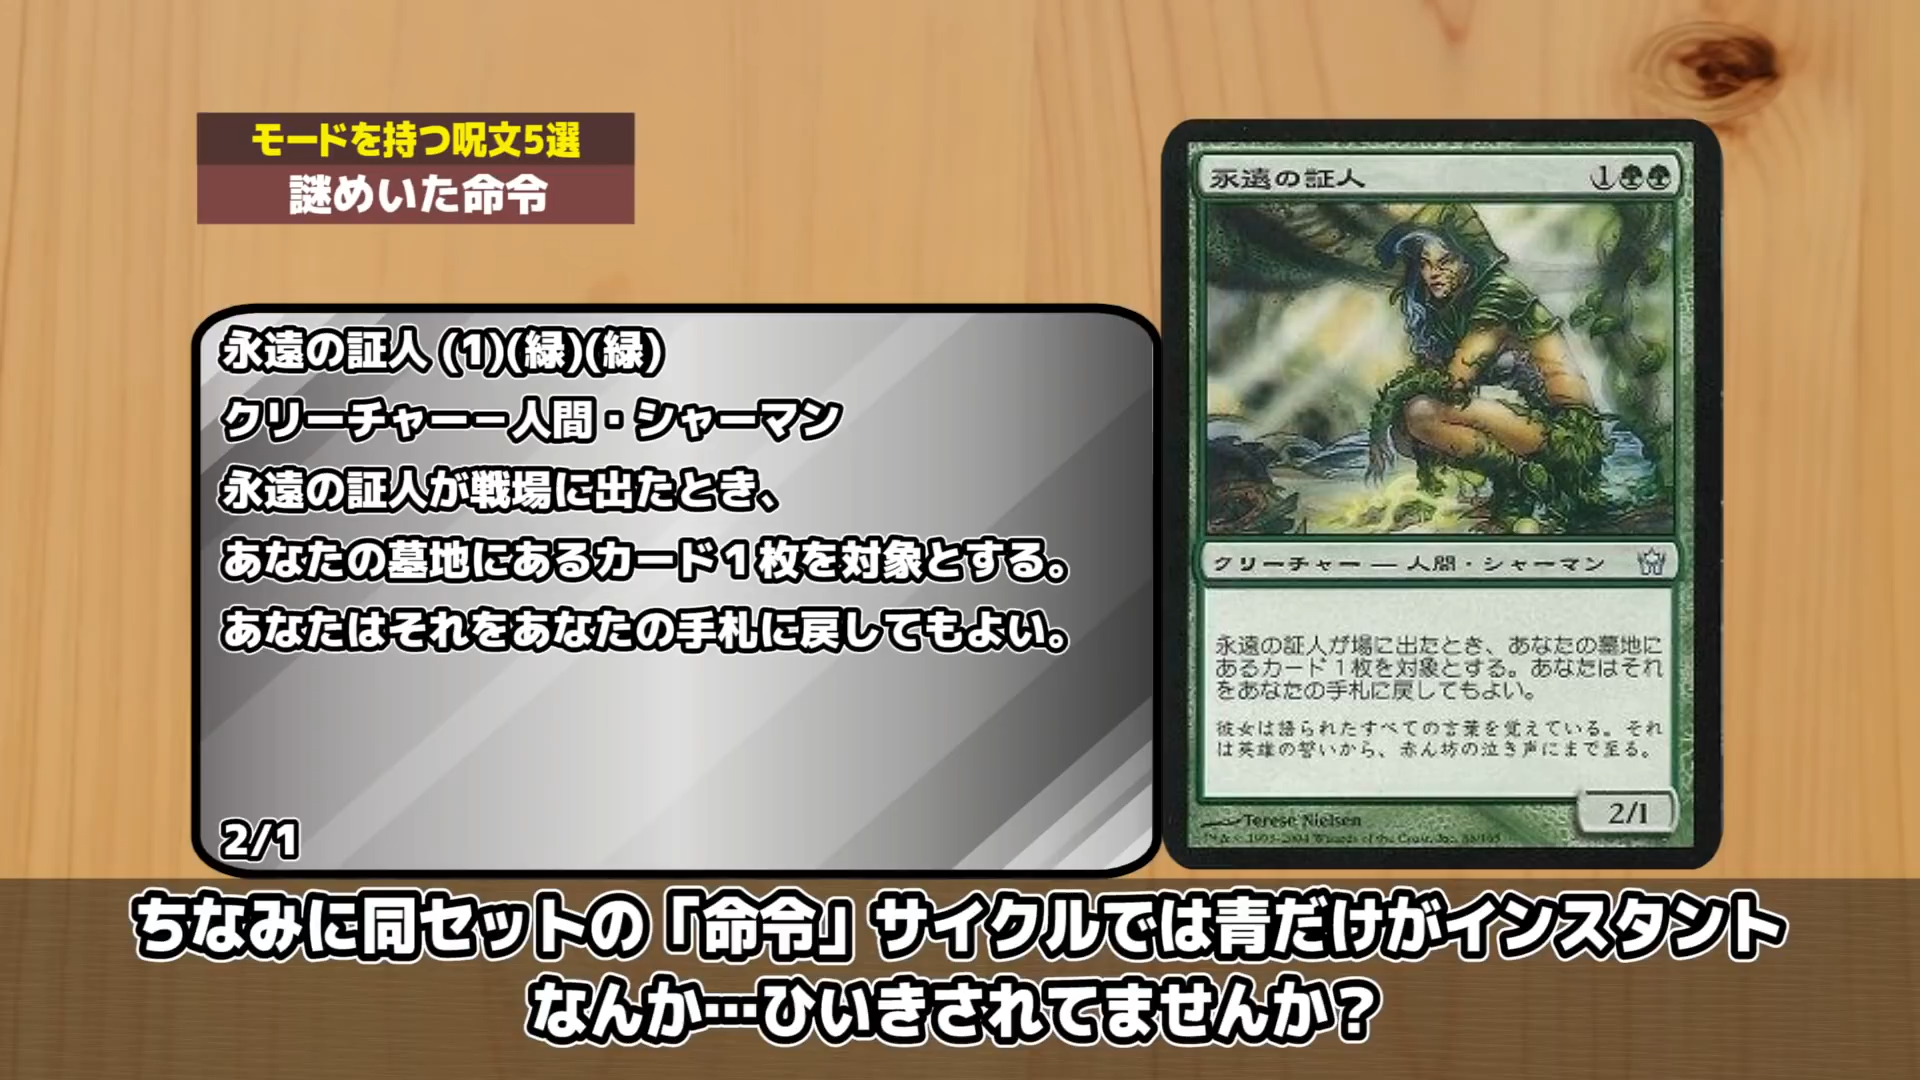 モードを持つ呪文5選
謎めいた命令
永遠の証人 (1)(緑)(緑)
クリーチャー－人間・シャーマン
永遠の証人が戦場に出たとき、
あなたの墓地にあるカード１枚を対象とする。
あなたはそれをあなたの手札に戻してもよい。
2/1
永遠の証人 1
クリーチャー ― 人間・シャーマン
永遠の証人が場に出たとき、あなたの墓地に
あるカード１枚を対象とする。あなたはそれ
をあなたの手札に戻してもよい。
彼女は語られたすべての言葉を覚えている。それ
は英雄の誓いから、赤ん坊の泣き声にまで至る。
2/1
Terese Nielsen
ちなみに同セットの「命令」サイクルでは青だけがインスタント
なんか…ひいきされてませんか？